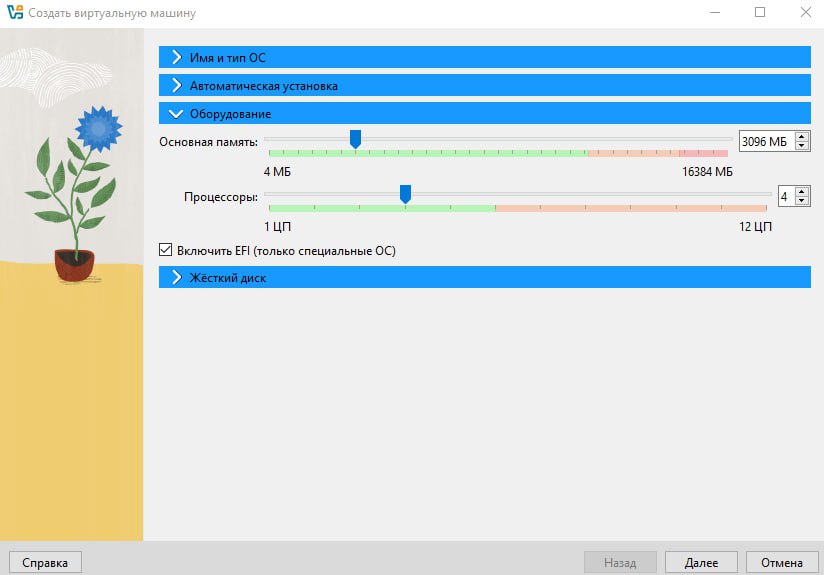 Создать виртуальную машину
Имя и тип ОС
Автоматическая установка
Оборудование
Основная память: 3096 МБ
4 МБ 16384 МБ
Процессоры: 4
1 ЦП 12 ЦП
Включить EFI (только специальные ОС)
Жёсткий диск
Справка Назад Далее Отмена